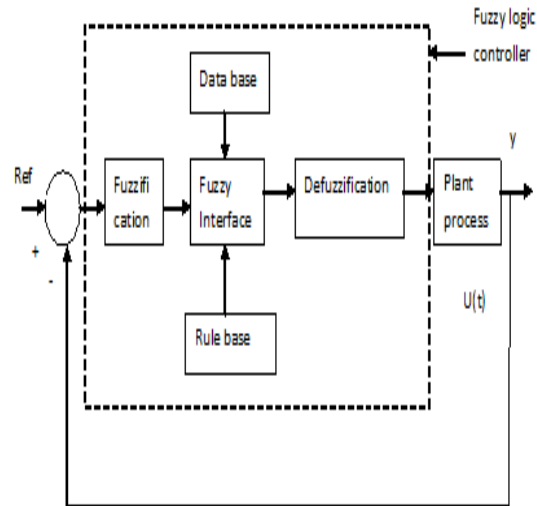 Fuzzy logic
controller
Data base
y
Ref
Fuzzifi
cation
Fuzzy
Interface
Defuzzification
Plant
process
+
-
U(t)
Rule base